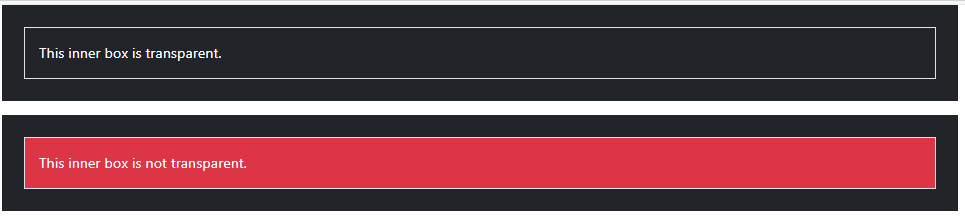 This inner box is transparent.
This inner box is not transparent.